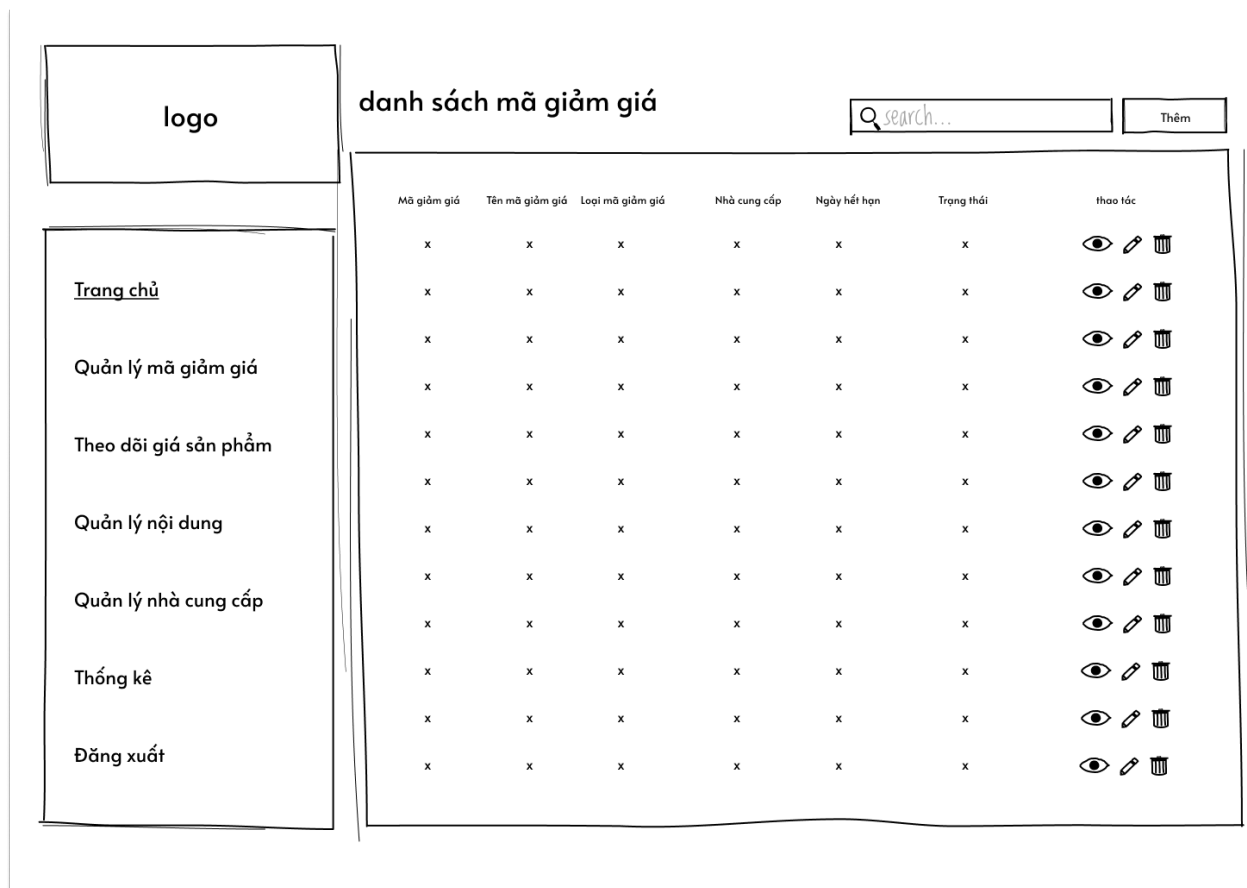 logo
danh sách mã giảm giá
search...
Thêm
Trang chủ
Quản lý mã giảm giá
Theo dõi giá sản phẩm
Quản lý nội dung
Quản lý nhà cung cấp
Thống kê
Đăng xuất
Mã giảm giá Tên mã giảm giá Loại mã giảm giá Nhà cung cấp Ngày hết hạn Trạng thái thao tác
x x x x x x
x x x x x x
x x x x x x
x x x x x x
x x x x x x
x x x x x x
x x x x x x
x x x x x x
x x x x x x
x x x x x x
x x x x x x
x x x x x x